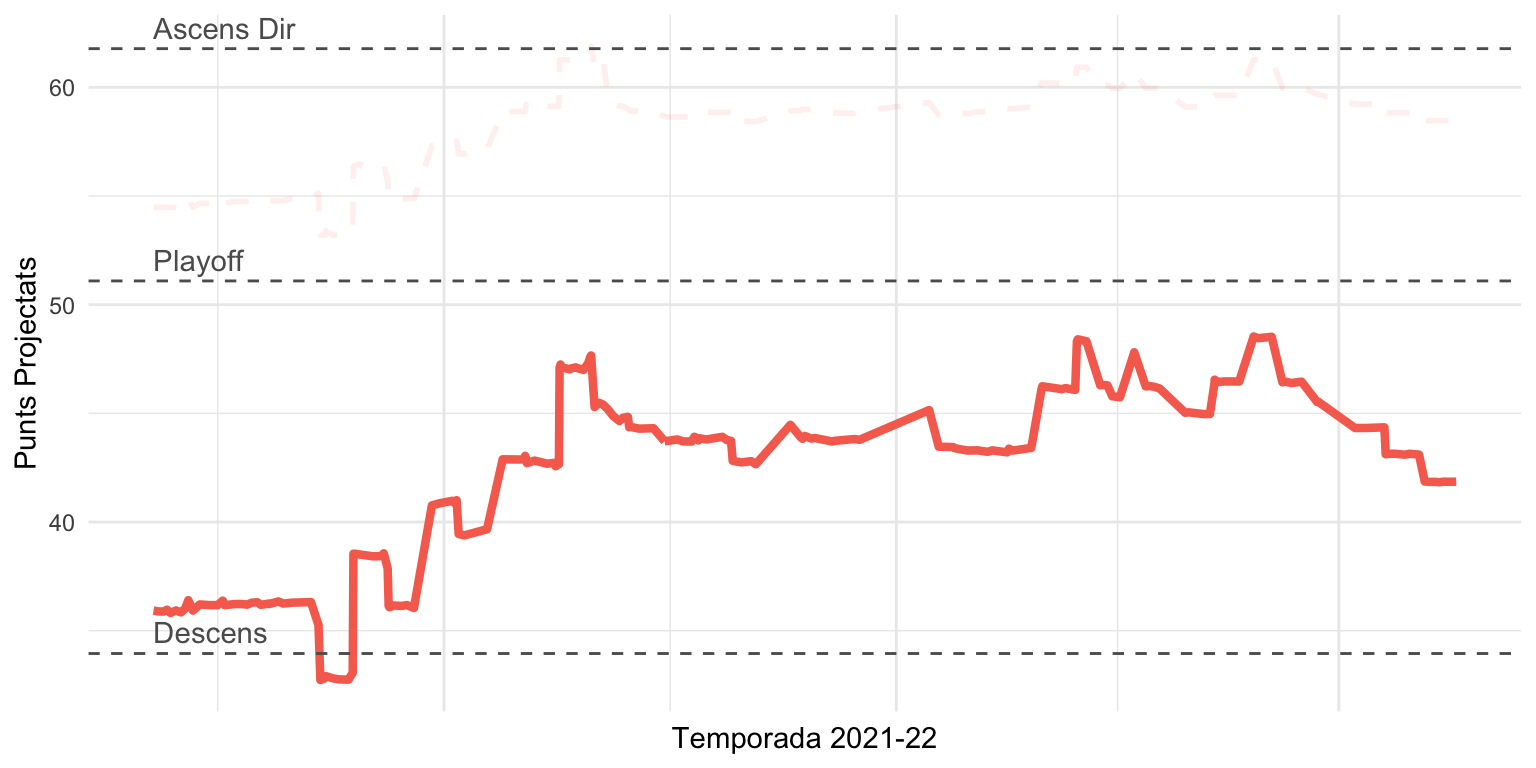 Ascens Dir
60
Playoff
50
Punts Projectats
40
Descens
Temporada 2021-22